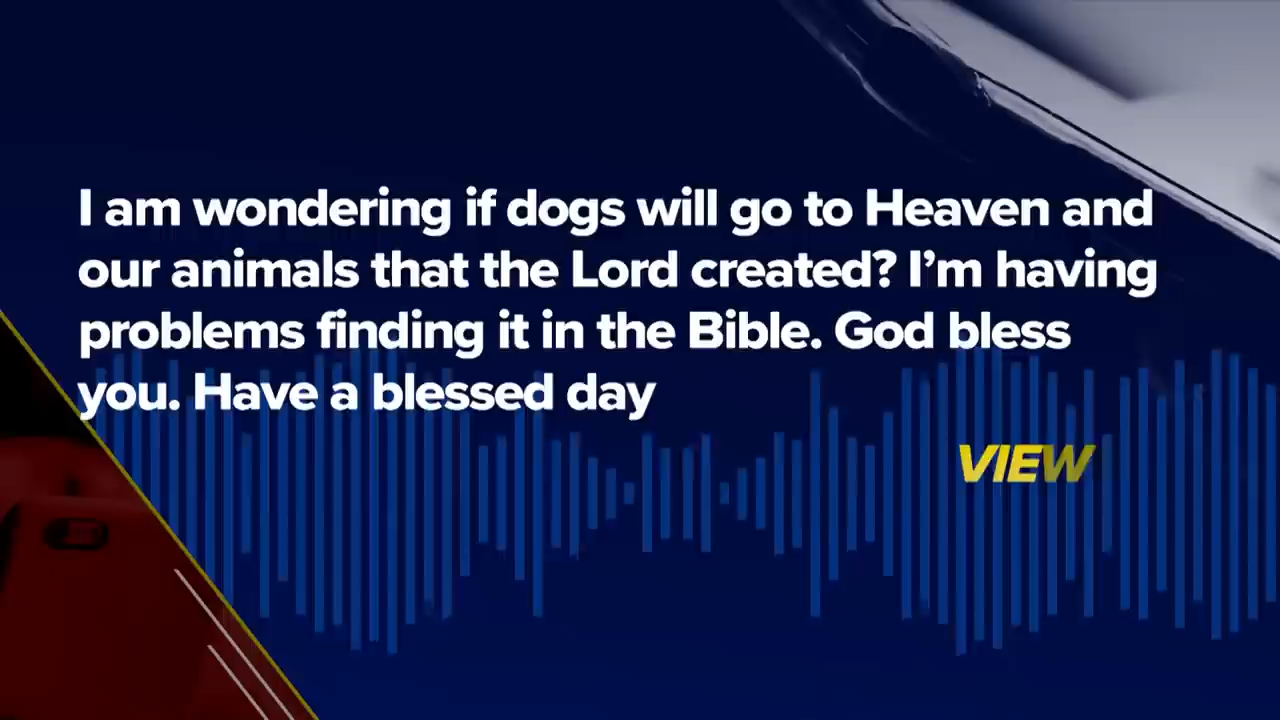 I am wondering if dogs will go to Heaven and
our animals that the Lord created? I'm having
problems finding it in the Bible. God bless
you. Have a blessed day
VIEW